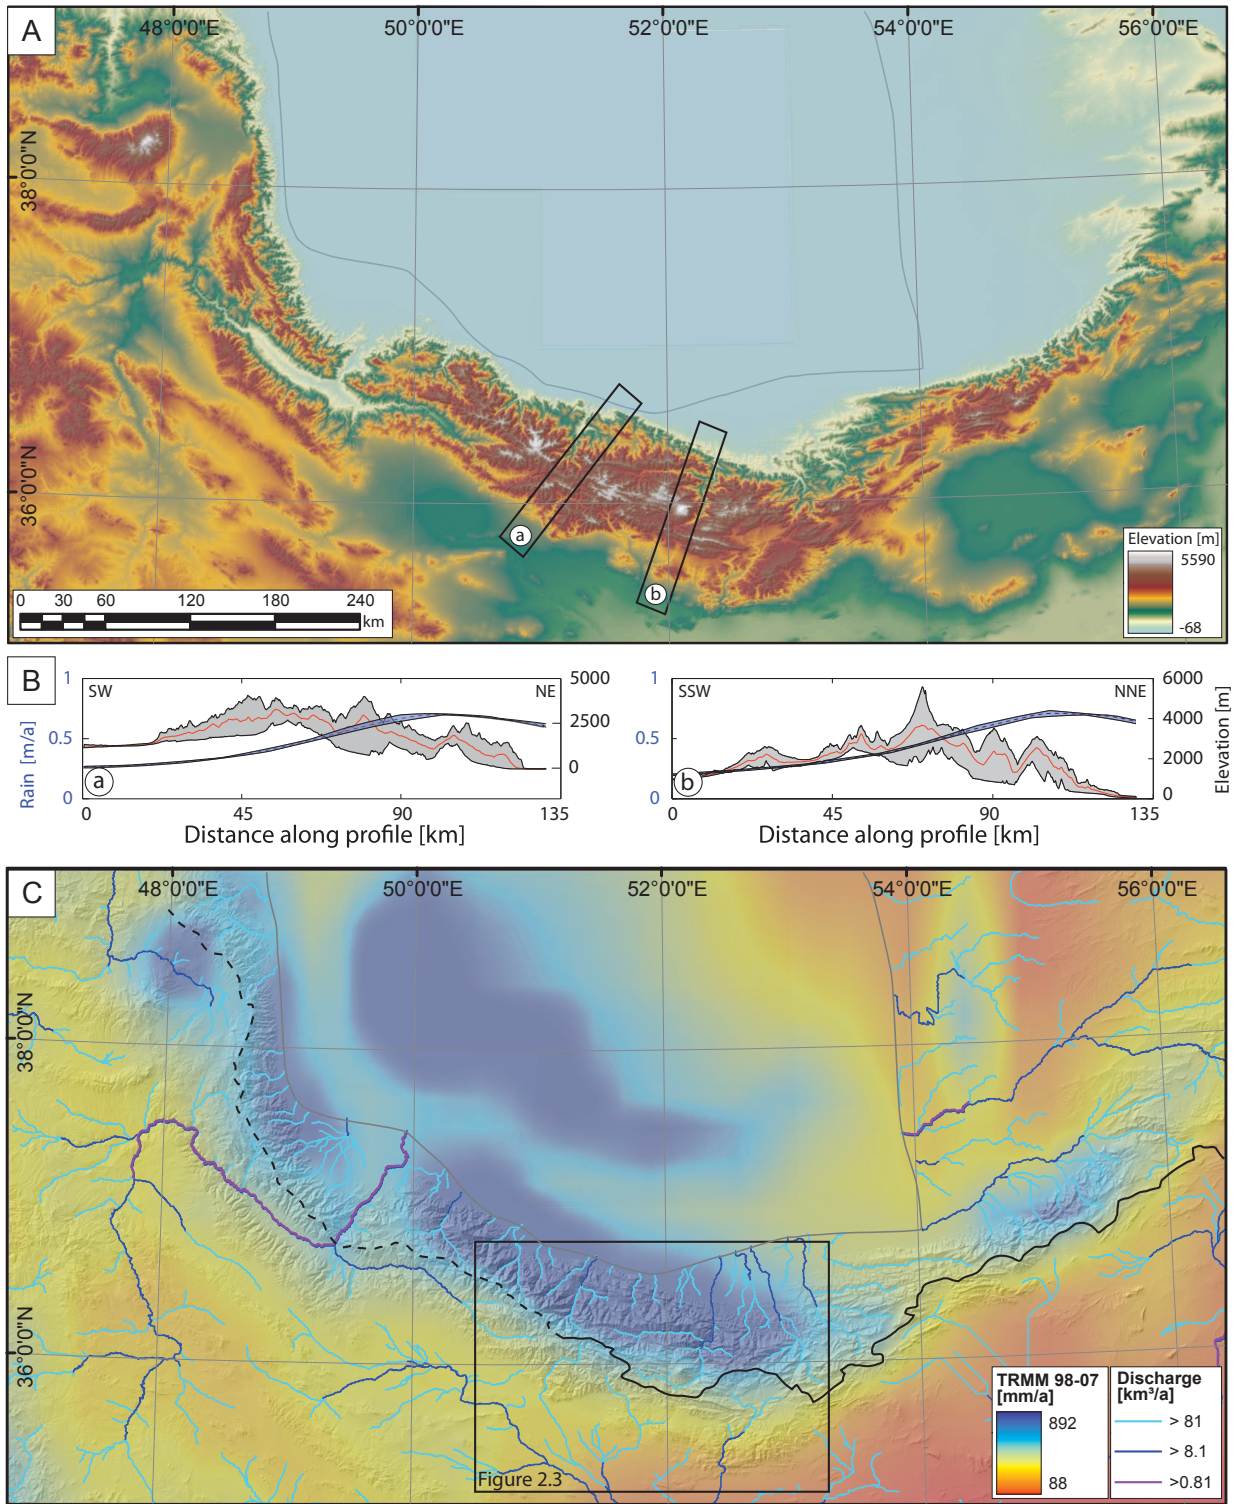 A
48°0'0"E
50°0'0"E
52°0'0"E
54°0'0"E
56°0'0"E
38°0'0"N
36°0'0"N
a
b
0 30 60 120 180 240
km
Elevation [m]
5590
-68
B
1
0.5
0
Rain [m/a]
SW
NE
5000
2500
0
a
0 45 90 135
Distance along profile [km]
1
0.5
0
SSW
NNE
6000
4000
2000
0
Elevation [m]
b
0 45 90 135
Distance along profile [km]
C
48°0'0"E
50°0'0"E
52°0'0"E
54°0'0"E
56°0'0"E
38°0'0"N
36°0'0"N
Figure 2.3
TRMM 98-07
[mm/a]
892
88
Discharge
[km³/a]
> 81
> 8.1
>0.81